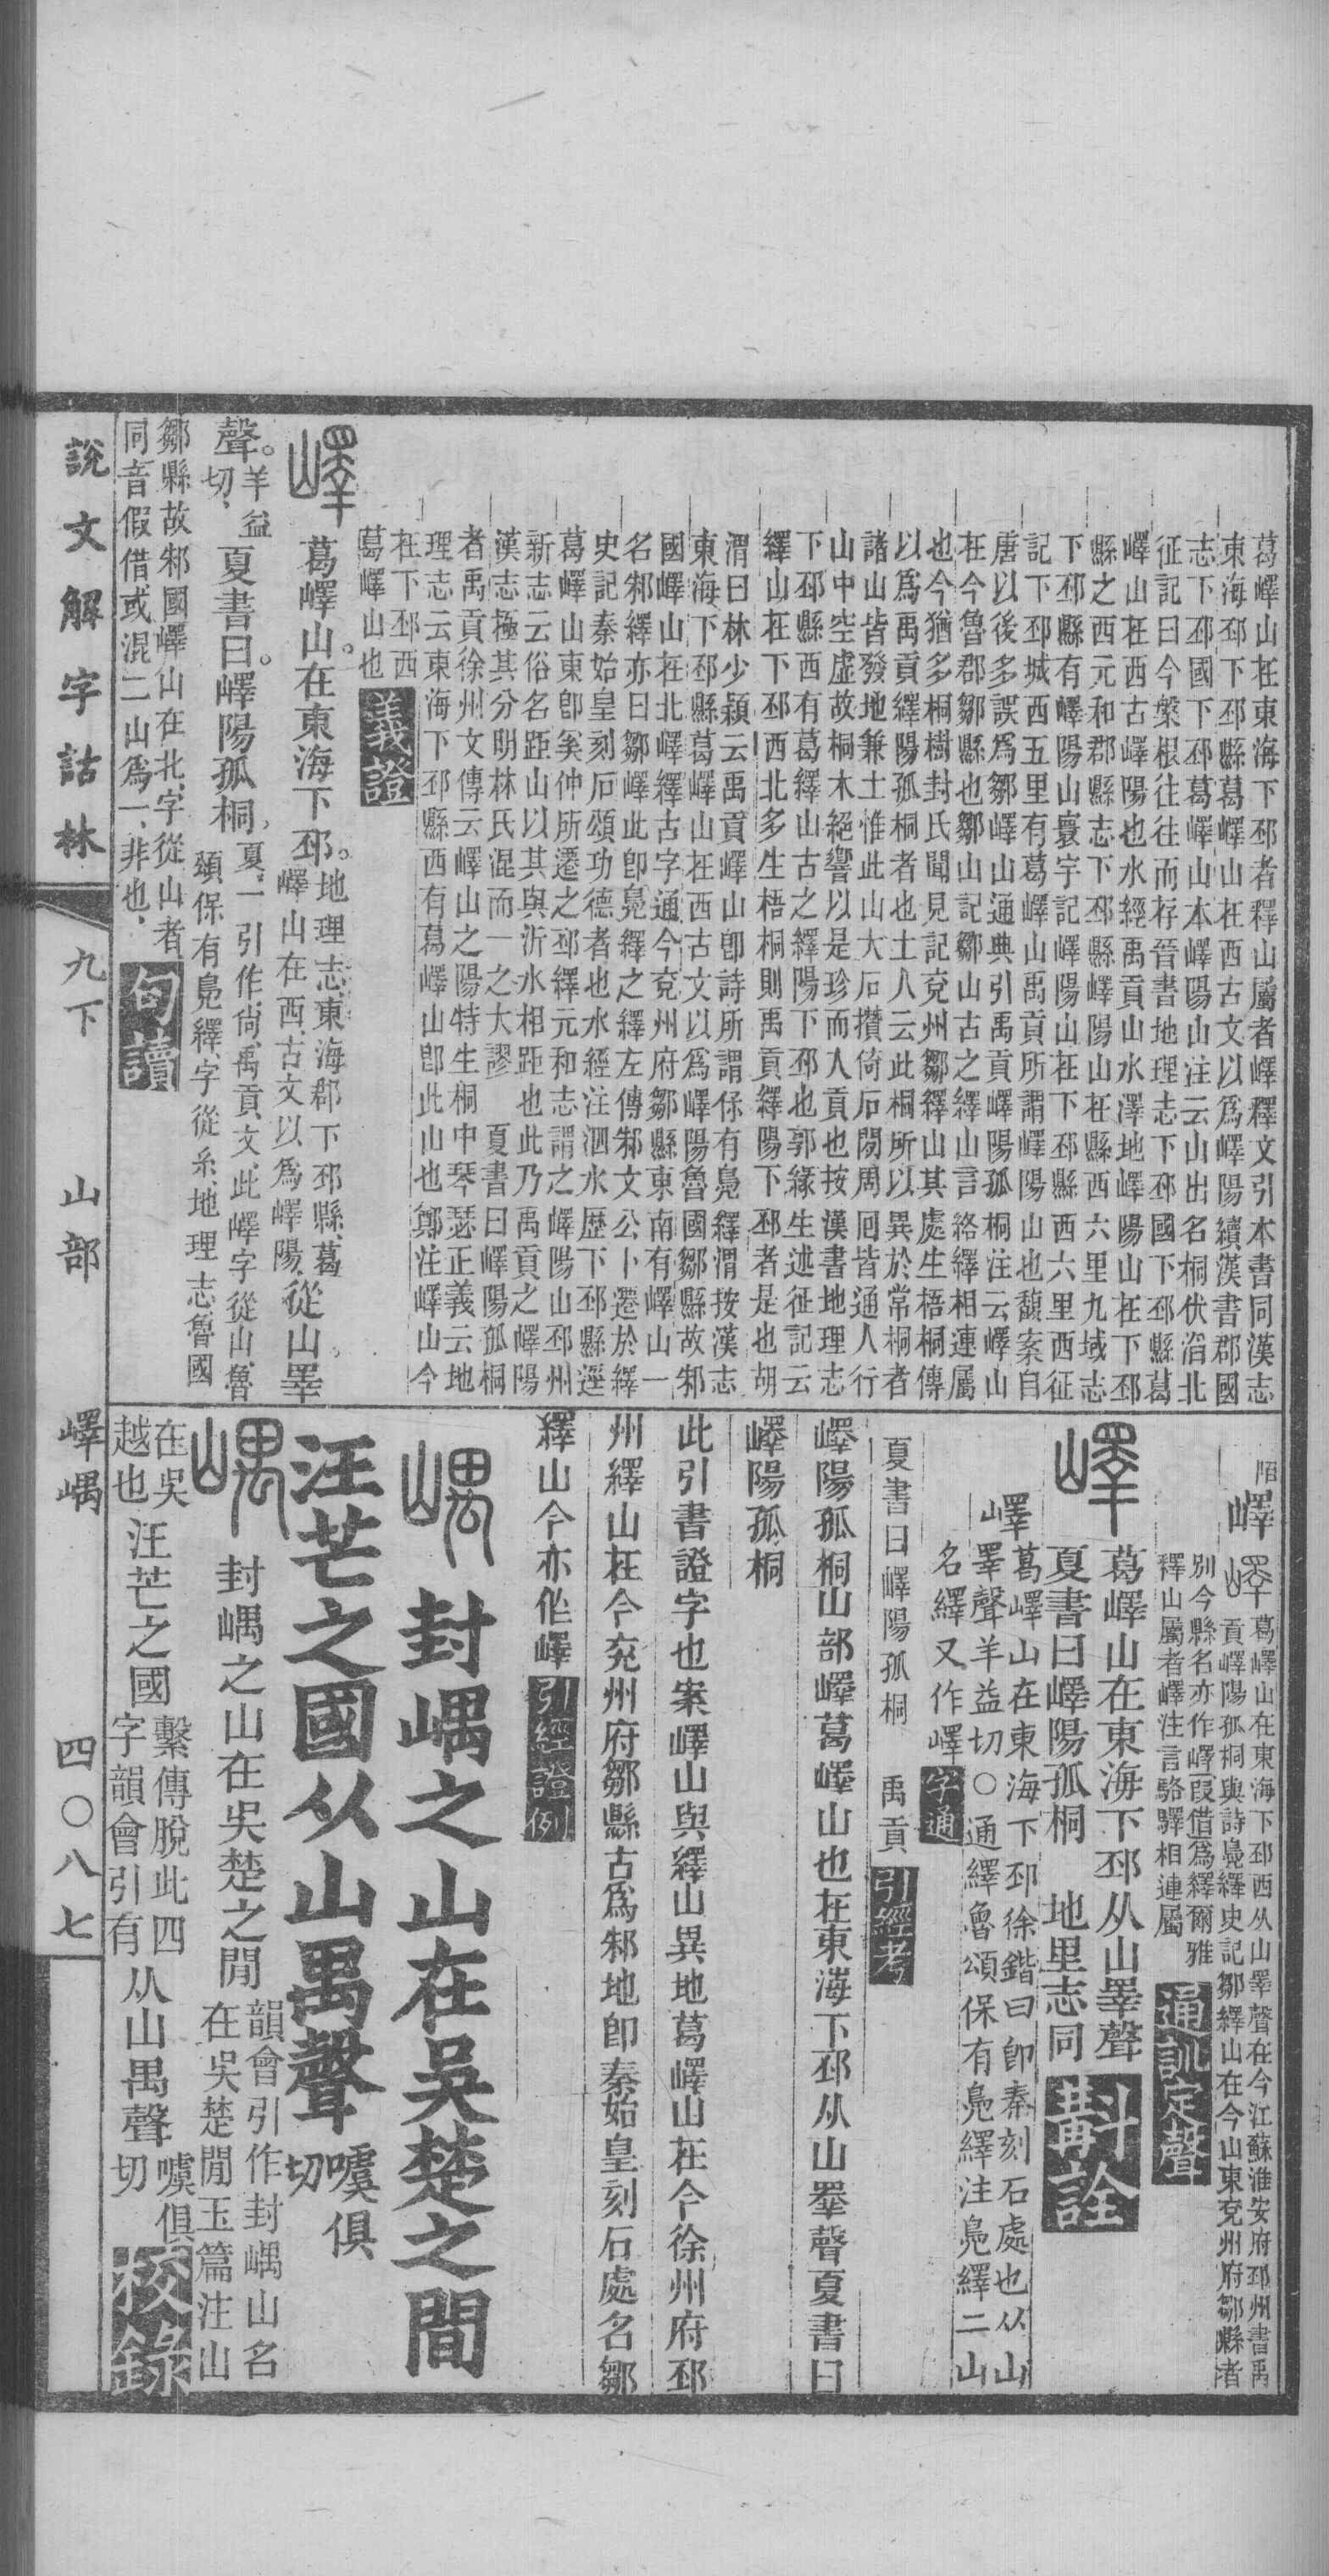 葛嶧山在東海下邳者釋山屬者嶧釋文引本書同漢志
東海郡下邳縣葛嶧山在西古文以爲嶧陽續漢書郡國
志下邳國下邳葛嶧山本嶧陽山注云山出名桐伏滔北
征記曰今槃根往往而存晉書地理志下邳國下邳縣葛
嶧山在西古嶧陽也水經禹貢山水澤地嶧陽山在下邳
縣之西元和郡縣志下邳縣嶧陽山在縣西六里九域志
下邳縣有嶧陽山寰宇記嶧陽山在下邳縣西六里西征
記下邳城西五里有葛嶧山禹貢所謂嶧陽山也馥案自
唐以後多誤爲鄒嶧山通典引禹貢嶧陽孤桐注云嶧山
在今魯郡鄒縣也鄒山記鄒山古之繹山言絡繹相連屬
也今猶多桐樹封氏聞見記兗州鄒繹山其處生梧桐傳
以爲禹貢繹陽孤桐者也土人云此桐所以異於常桐者
諸山皆發地兼土惟此山大石攢倚石閒周囘皆通人行
山中空虛故桐木絕響以是珍而人貢也按漢書地理志
下邳縣西有葛繹山古之繹陽下邳也郭緣生述征記云
繹山在下邳西北多生梧桐則禹貢繹陽下邳者是也胡
渭曰林少穎云禹貢嶧山卽詩所謂保有鳧繹渭按漢志
東海下邳縣葛嶧山在西古文以爲嶧陽魯國鄒縣故邾
國嶧山在北嶧繹古字通今兗州府鄒縣東南有嶧山一
名邾繹亦曰鄒嶧此卽鳧繹之繹左傳邾文公卜遷於繹
史記秦始皇刻石頌功德者也水經注泗水歷下邳縣逕
葛嶧山東卽奚仲所遷之邳繹元和志謂之嶧陽山邳州
新志云俗名距山以其與沂水相距也此乃禹貢之嶧陽
漢志極其分明林氏混而一之大謬　夏書曰嶧陽孤桐
者禹貢徐州文傳云嶧山之陽特生桐中琴瑟正義云地
理志云東海下邳縣西有葛嶧山卽此山也鄭注嶧山今
在下邳西
葛嶧山也義證
嶧　葛嶧山。在東海下邳。地理志、東海郡下邳縣、葛嶧山在西、古文以爲嶧陽、從山睪
聲。羊益切、夏書曰。嶧陽孤桐、夏一引作尙、禹貢文、此嶧字從山、魯頌保有鳧繹、字從糸、地理志、魯國
鄒縣故邾國嶧山在北、字從山者
同音假借或混二山爲一、非也、句讀
嶧　葛嶧山在東海下邳西从山睪聲在今江蘇淮安府邳州書禹
貢嶧陽孤桐與詩鳧繹史記鄒繹山在今山東兗州府鄒縣者
別今縣名亦作嶧[叚借]爲繹爾雅
釋山屬者嶧注言駱驛相連屬　通訓定聲
嶧　葛嶧山在東海下邳从山睪聲
夏書曰嶧陽孤桐　地里志同　斠詮
嶧　葛嶧山在東海下邳徐鍇曰卽秦刻石處也从山
睪聲羊益切〇通繹魯頌保有鳧繹注鳧繹二山
名繹又作嶧　字通
夏書曰嶧陽孤桐　禹貢　引經考
嶧陽孤桐山部嶧葛嶧山也在東海下邳从山睪聲夏書曰
嶧陽孤桐
此引書證字也案嶧山與繹山異地葛嶧山在今徐州府邳
州繹山在今兗州府鄒縣古爲邾地卽秦始皇刻石處名鄒
繹山今亦作嶧　引經證例
嵎　封嵎之山在吳楚之間
汪芒之國从山禺聲　噳俱切
嵎　封嵎之山在吳楚之閒　韻會引作封嵎山名在吳楚閒玉篇注山
在吳越也　汪芒之國　繫傳脫此四字韻會引有　从山禺聲　噳俱切　校錄
說文解字詁林　九下　山部　嶧嵎　四〇八七